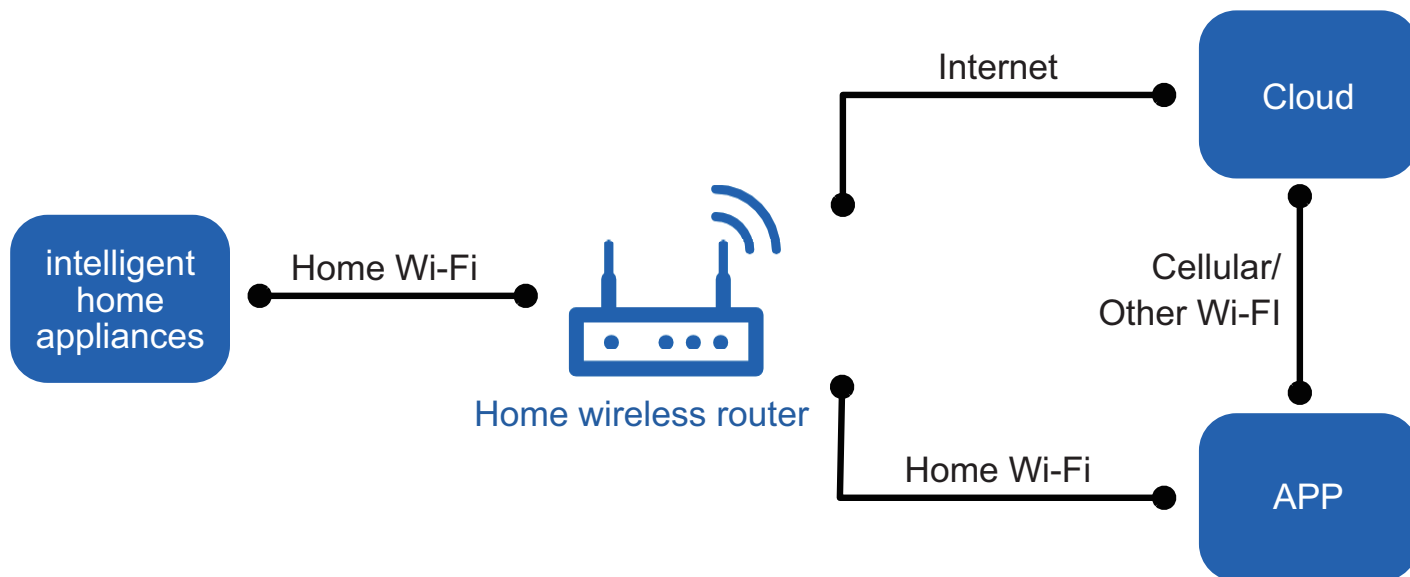 Internet
Cloud
intelligent
home
appliances
Home Wi-Fi
Cellular/
Other Wi-FI
Home wireless router
Home Wi-Fi
APP